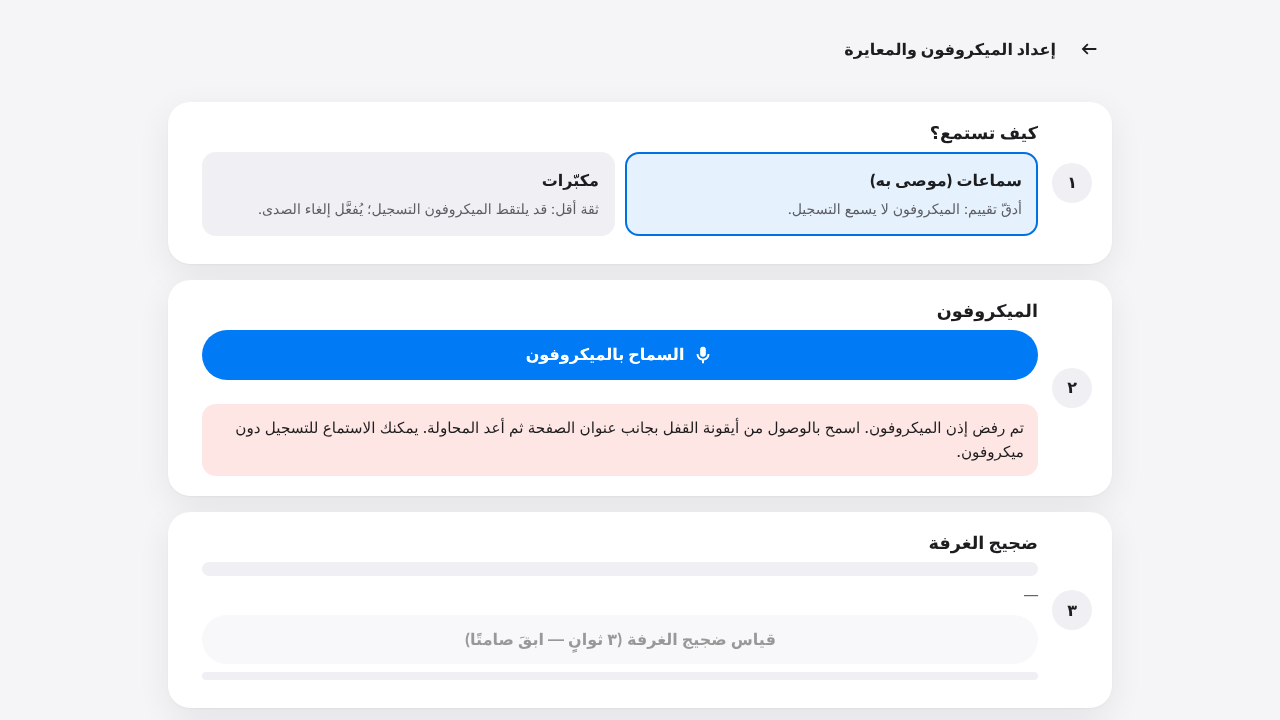 إعداد الميكروفون والمعايرة
كيف تستمع؟
١
سماعات (موصى به)
أدقّ تقييم: الميكروفون لا يسمع التسجيل.
مكبّرات
ثقة أقل: قد يلتقط الميكروفون التسجيل؛ يُفعَّل إلغاء الصدى.
الميكروفون
٢
السماح بالميكروفون
تم رفض إذن الميكروفون. اسمح بالوصول من أيقونة القفل بجانب عنوان الصفحة ثم أعد المحاولة. يمكنك الاستماع للتسجيل دون
ميكروفون.
ضجيج الغرفة
٣
—
قياس ضجيج الغرفة (٣ ثوانٍ — ابقَ صامتًا)